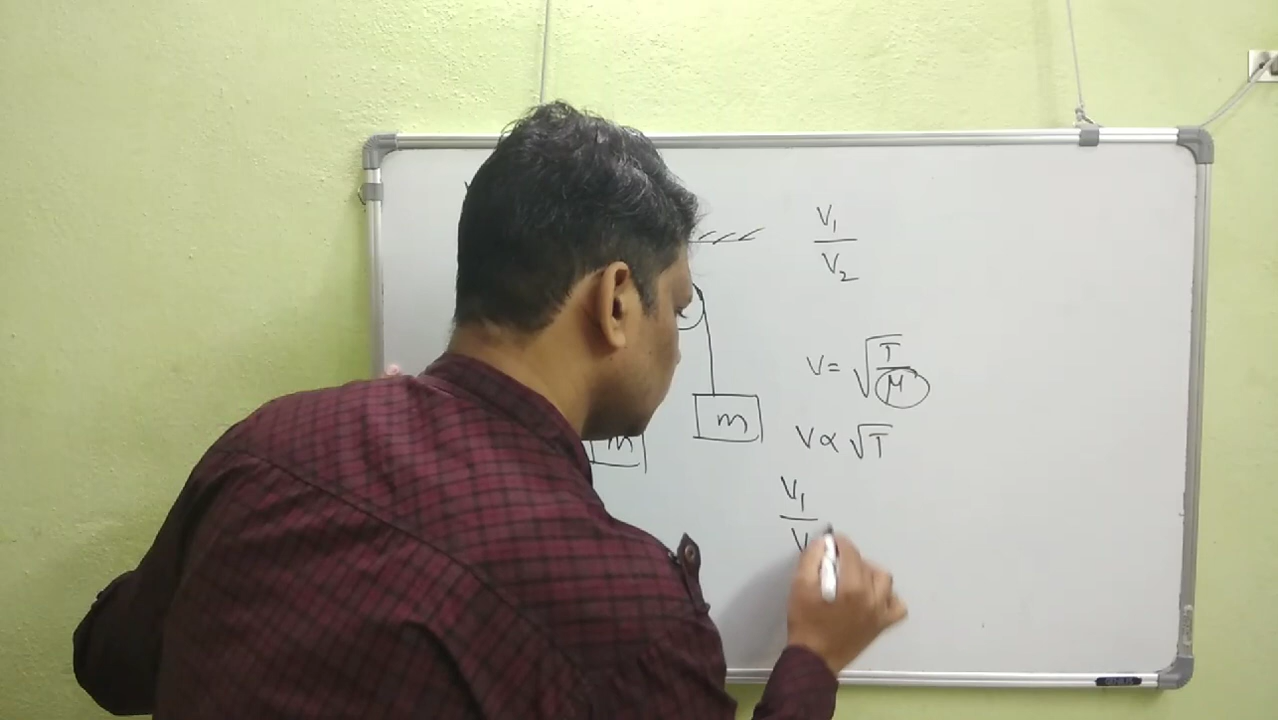 V₁
V₂
V = √T/μ
m
V ∝ √T
m
V₁
V